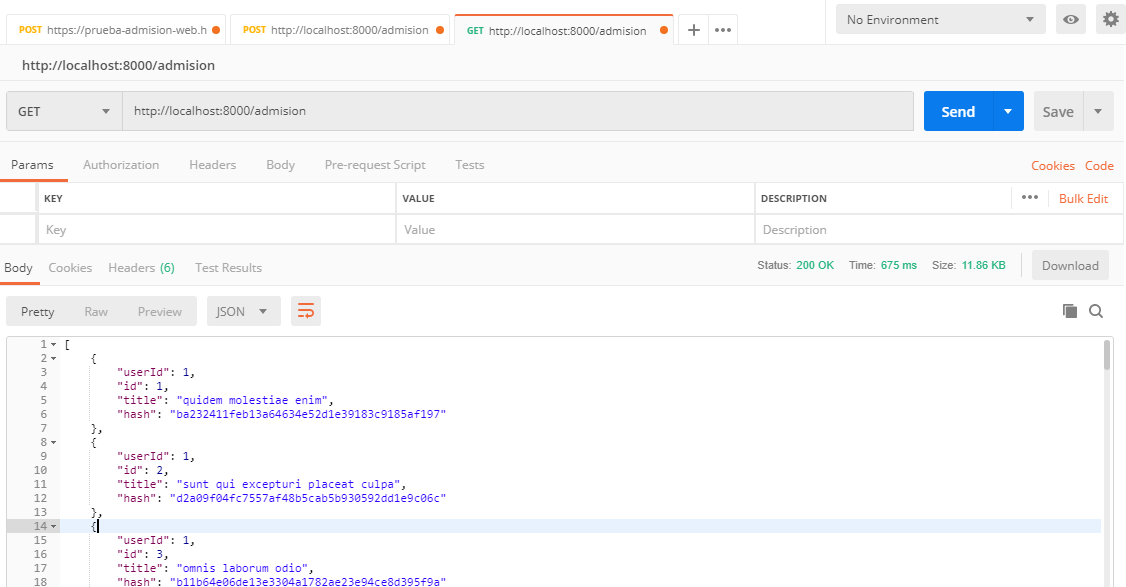 POST https://prueba-admision-web.h POST http://localhost:8000/admision GET http://localhost:8000/admision No Environment
http://localhost:8000/admision
GET http://localhost:8000/admision Send Save
Params Authorization Headers Body Pre-request Script Tests Cookies Code
KEY VALUE DESCRIPTION Bulk Edit
Key Value Description
Body Cookies Headers (6) Test Results Status: 200 OK Time: 675 ms Size: 11.86 KB Download
Pretty Raw Preview JSON
1 [
2 {
3 "userId": 1,
4 "id": 1,
5 "title": "quidem molestiae enim",
6 "hash": "ba232411feb13a64634e52d1e39183c9185af197"
7 },
8 {
9 "userId": 1,
10 "id": 2,
11 "title": "sunt qui excepturi placeat culpa",
12 "hash": "d2a09f04fc7557af48b5cab5b930592dd1e9c06c"
13 },
14 {
15 "userId": 1,
16 "id": 3,
17 "title": "omnis laborum odio",
18 "hash": "b11b64e06de13e3304a1782ae23e94ce8d395f9a"